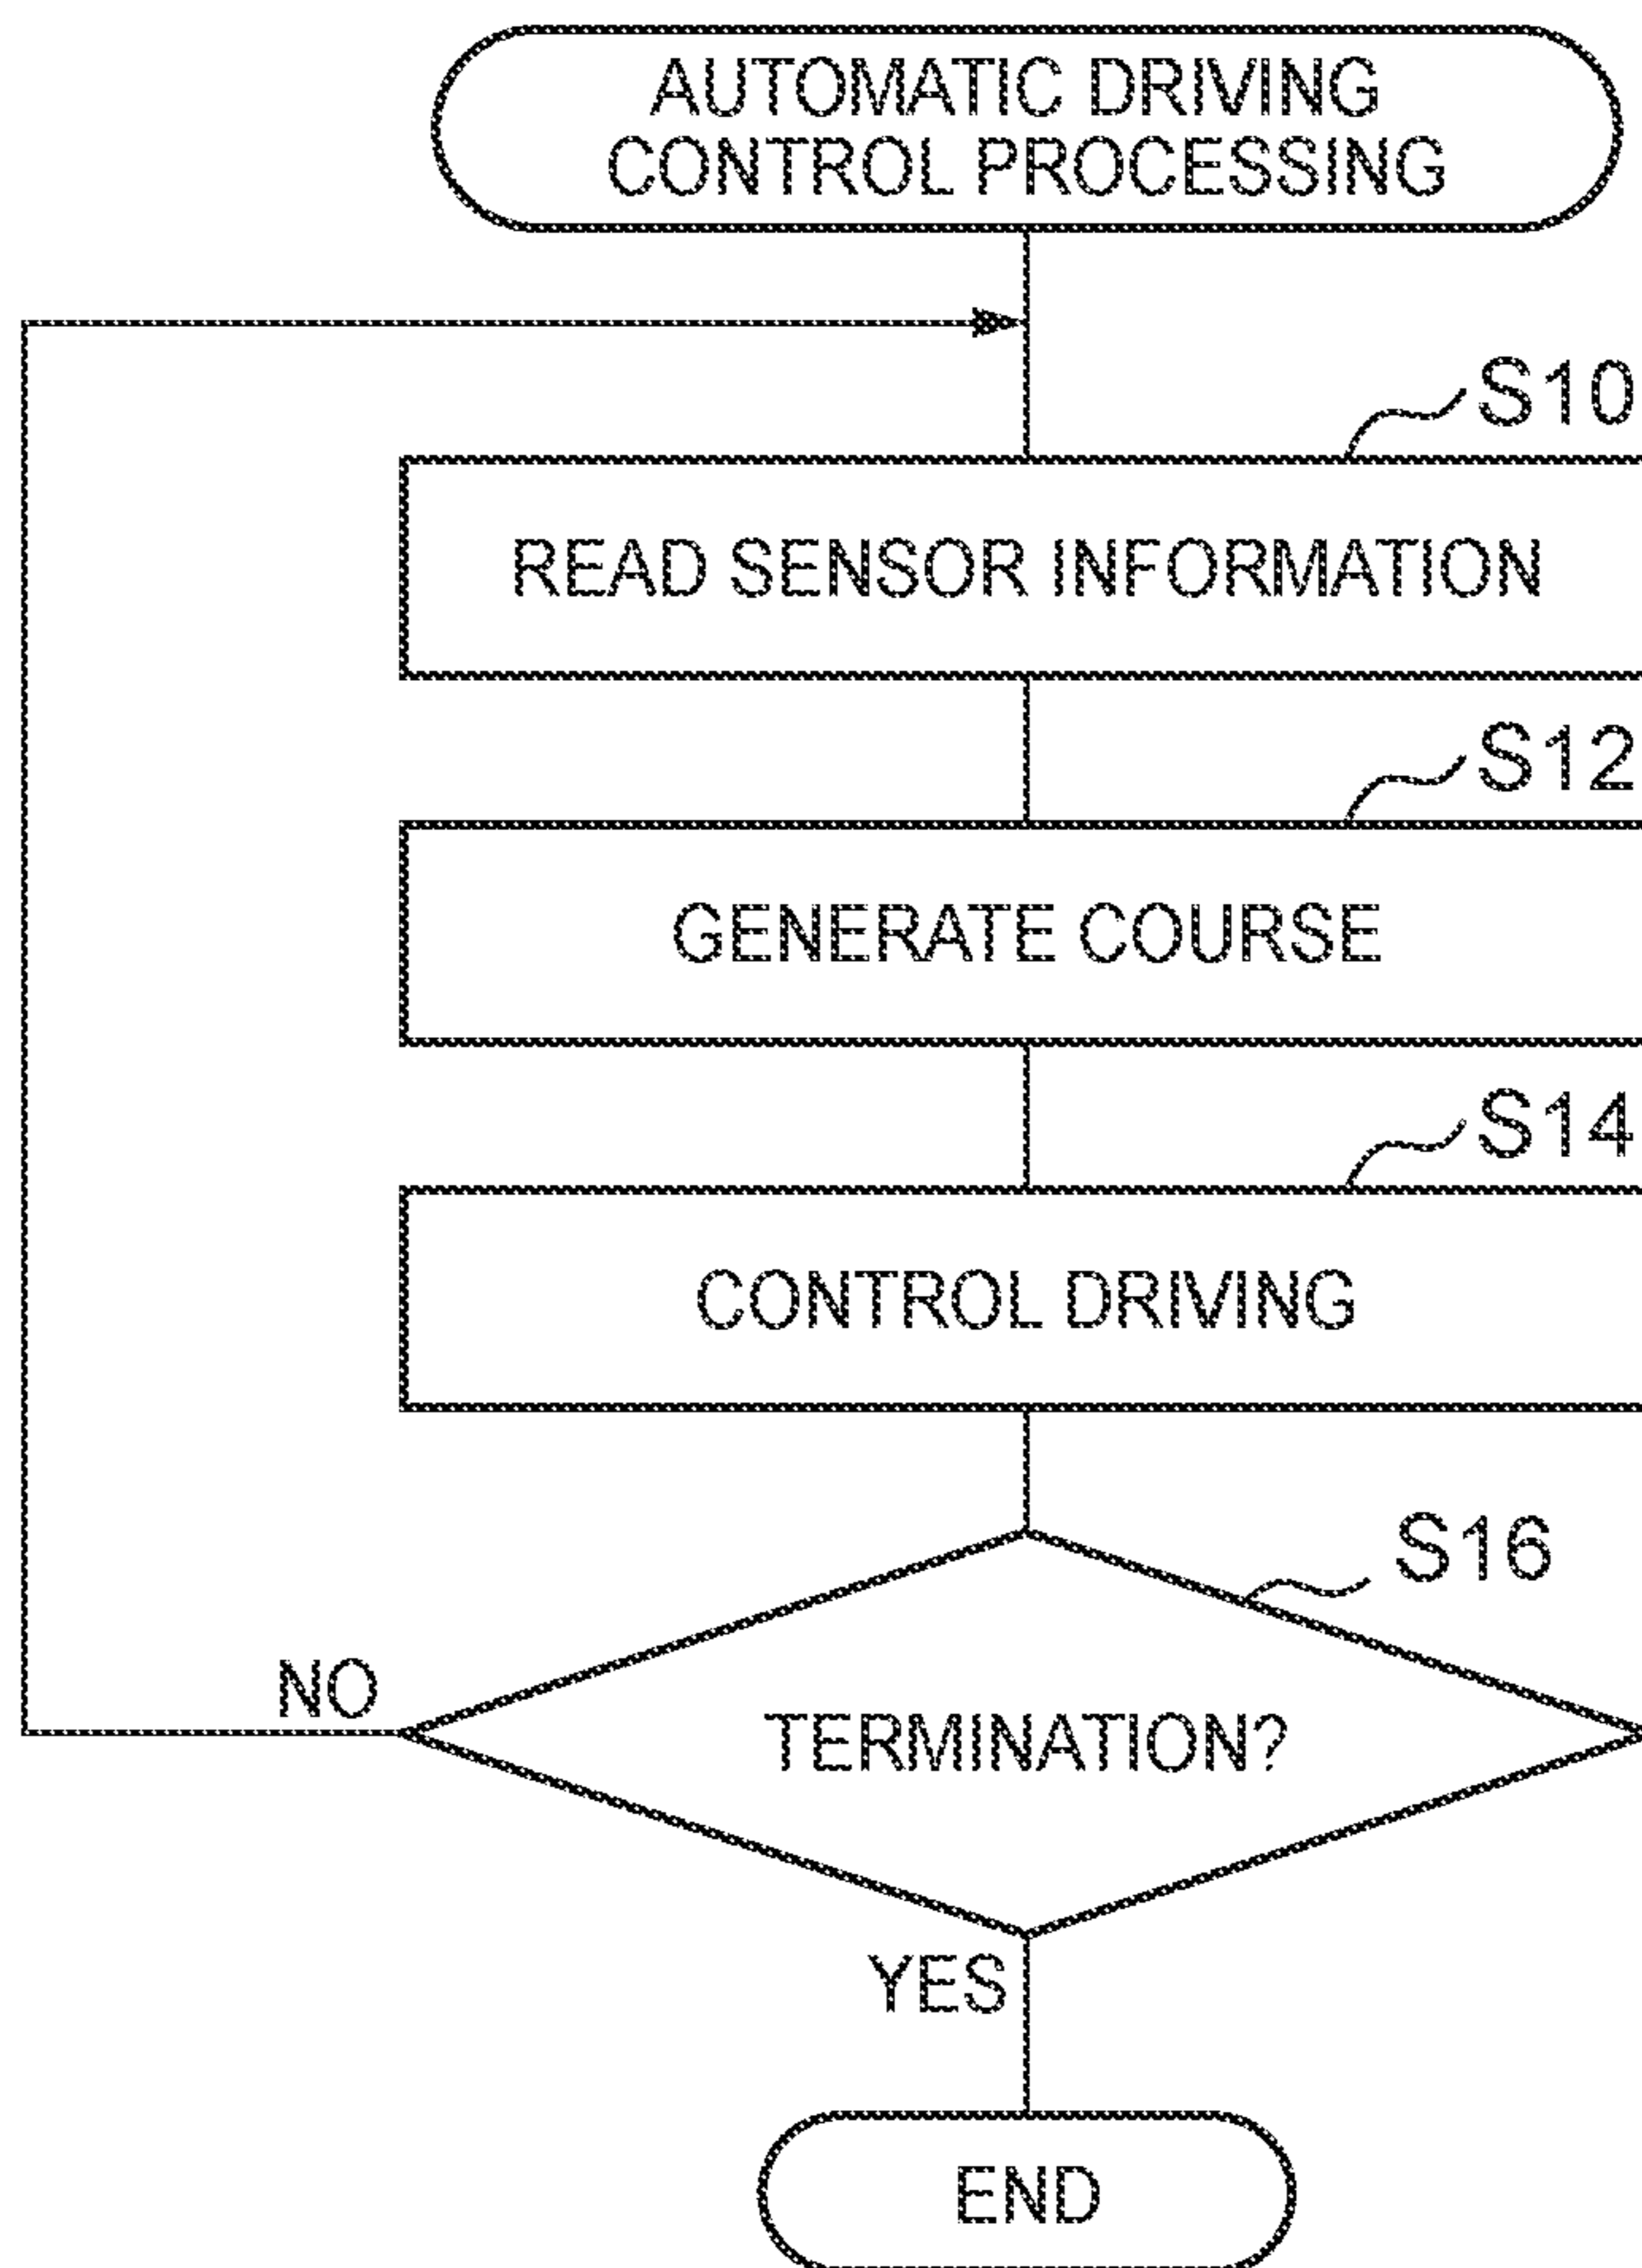 AUTOMATIC DRIVING
CONTROL PROCESSING
S10
READ SENSOR INFORMATION
S12
GENERATE COURSE
S14
CONTROL DRIVING
S16
NO
TERMINATION?
YES
END